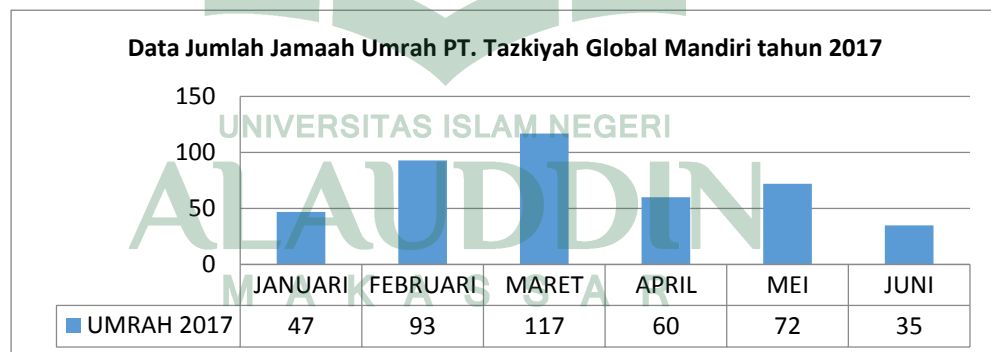 Data Jumlah Jamaah Umrah PT. Tazkiyah Global Mandiri tahun 2017
150
UNIVERSITAS ISLAM NEGERI
100
ALAUDDIN
50
0
JANUARI FEBRUARI MARET APRIL MEI JUNI
MAKASSAR
UMRAH 2017 47 93 117 60 72 35